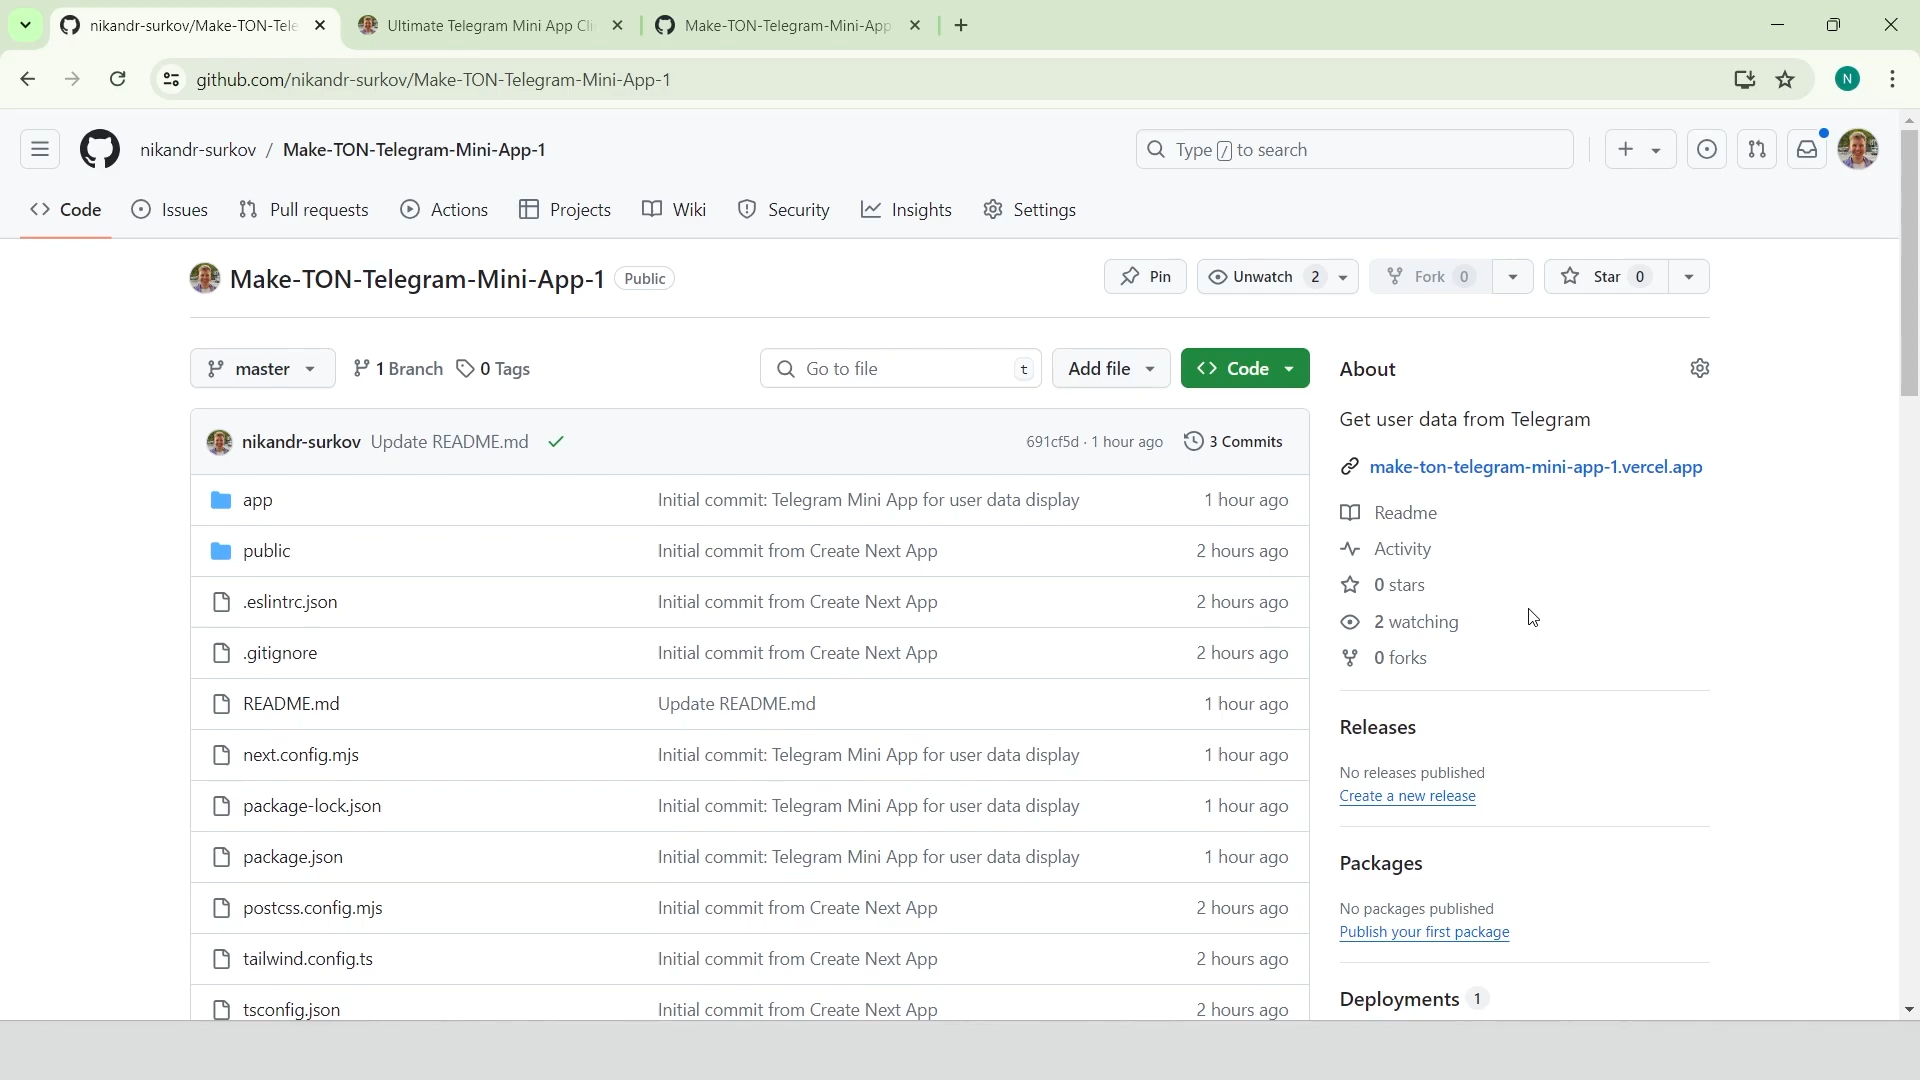 nikandr-surkov/Make-TON-Tele
Ultimate Telegram Mini App Cli
Make-TON-Telegram-Mini-App
github.com/nikandr-surkov/Make-TON-Telegram-Mini-App-1
N
nikandr-surkov / Make-TON-Telegram-Mini-App-1
Type / to search
Code
Issues
Pull requests
Actions
Projects
Wiki
Security
Insights
Settings
Make-TON-Telegram-Mini-App-1 Public
Pin
Unwatch 2
Fork 0
Star 0
master
1 Branch
0 Tags
Go to file t
Add file
Code
nikandr-surkov Update README.md 691cf5d · 1 hour ago 3 Commits
app Initial commit: Telegram Mini App for user data display 1 hour ago
public Initial commit from Create Next App 2 hours ago
.eslintrc.json Initial commit from Create Next App 2 hours ago
.gitignore Initial commit from Create Next App 2 hours ago
README.md Update README.md 1 hour ago
next.config.mjs Initial commit: Telegram Mini App for user data display 1 hour ago
package-lock.json Initial commit: Telegram Mini App for user data display 1 hour ago
package.json Initial commit: Telegram Mini App for user data display 1 hour ago
postcss.config.mjs Initial commit from Create Next App 2 hours ago
tailwind.config.ts Initial commit from Create Next App 2 hours ago
tsconfig.json Initial commit from Create Next App 2 hours ago
About
Get user data from Telegram
make-ton-telegram-mini-app-1.vercel.app
Readme
Activity
0 stars
2 watching
0 forks
Releases
No releases published
Create a new release
Packages
No packages published
Publish your first package
Deployments 1